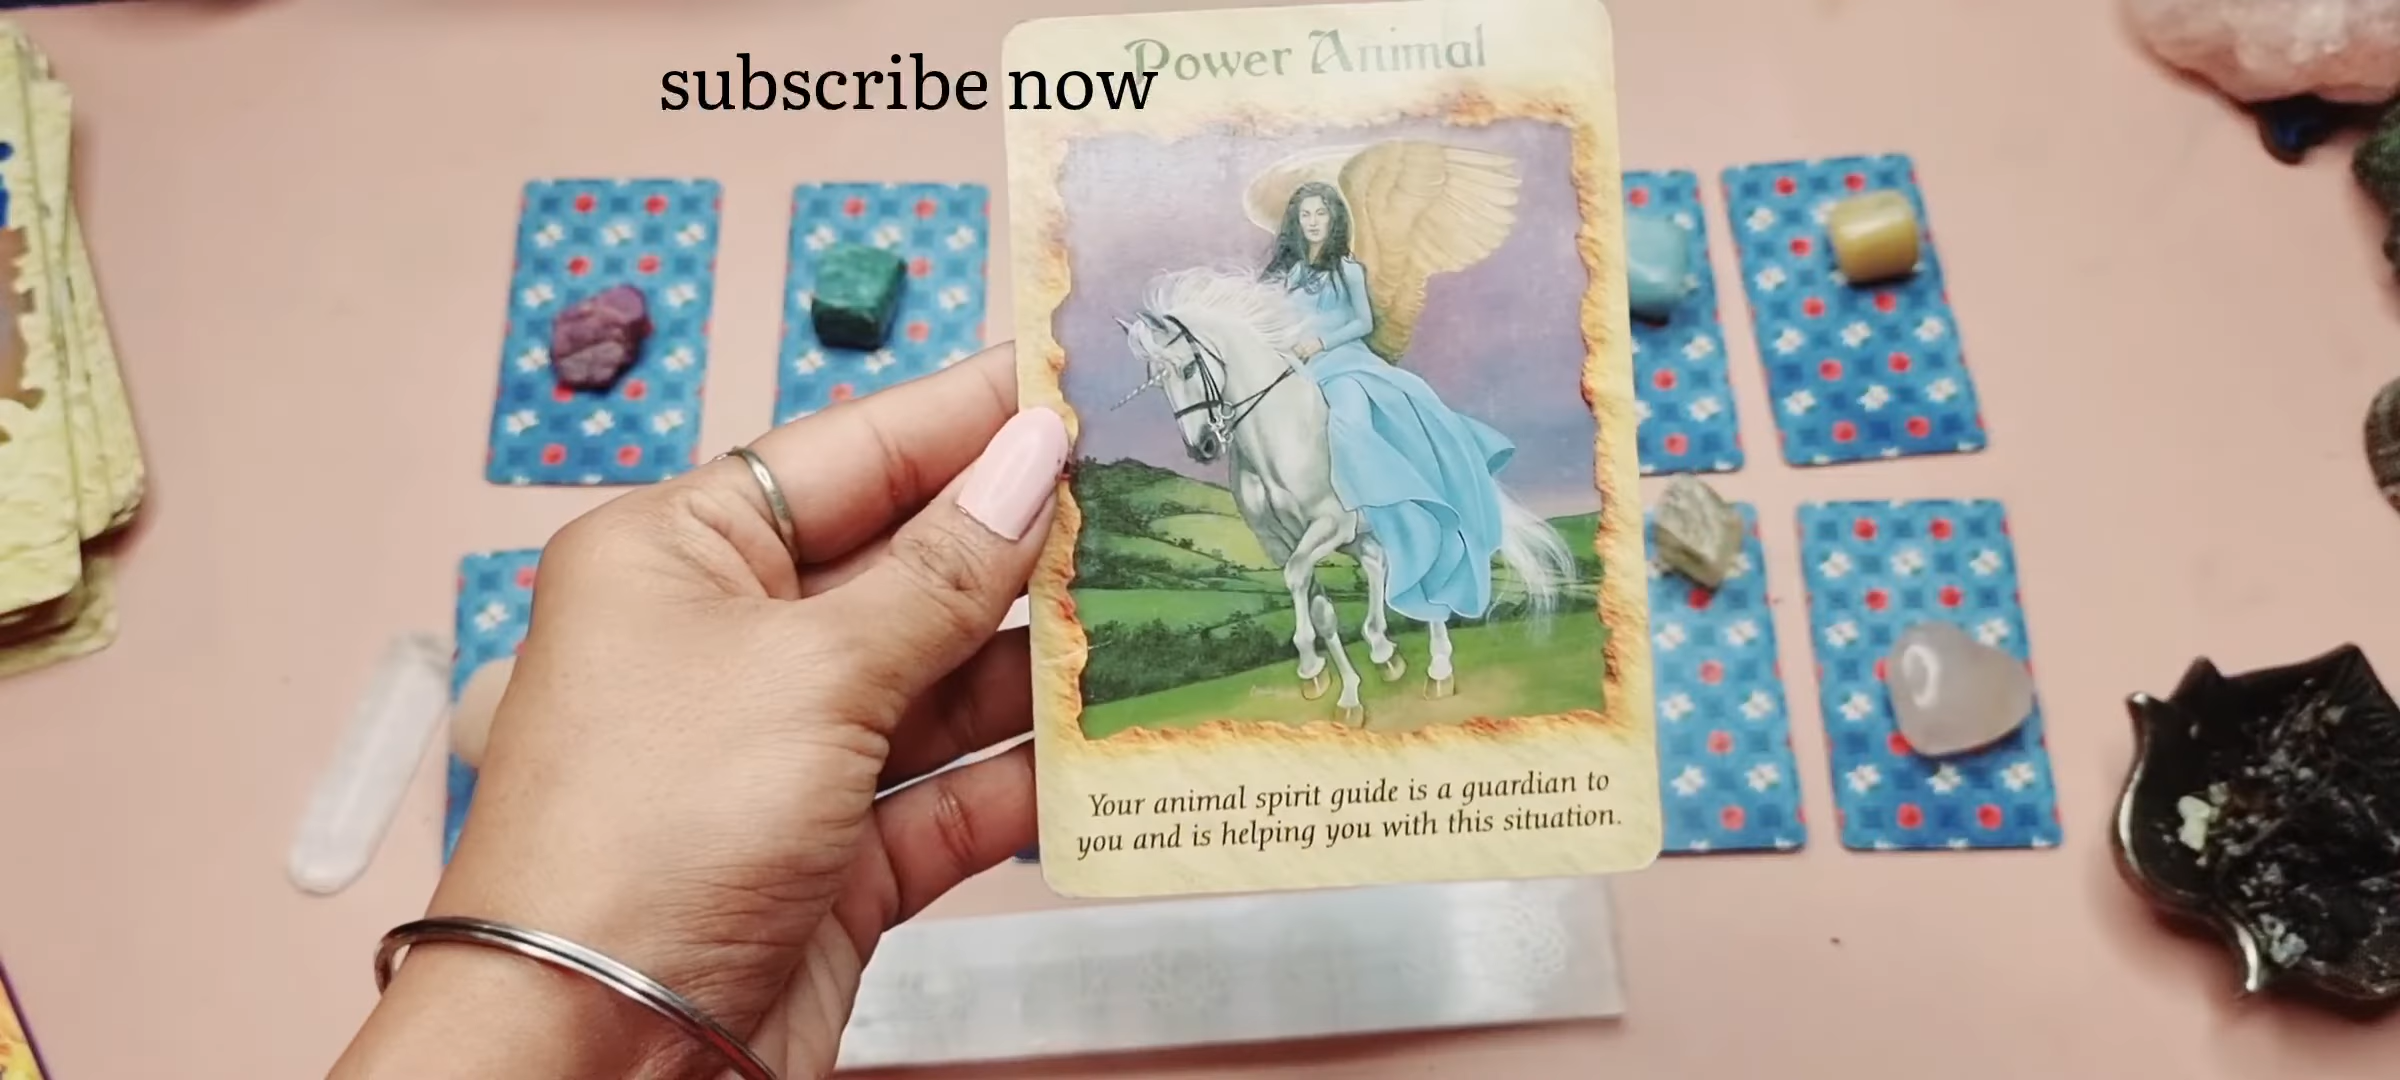 subscribe now
Power Animal
Your animal spirit guide is a guardian to
you and is helping you with this situation.